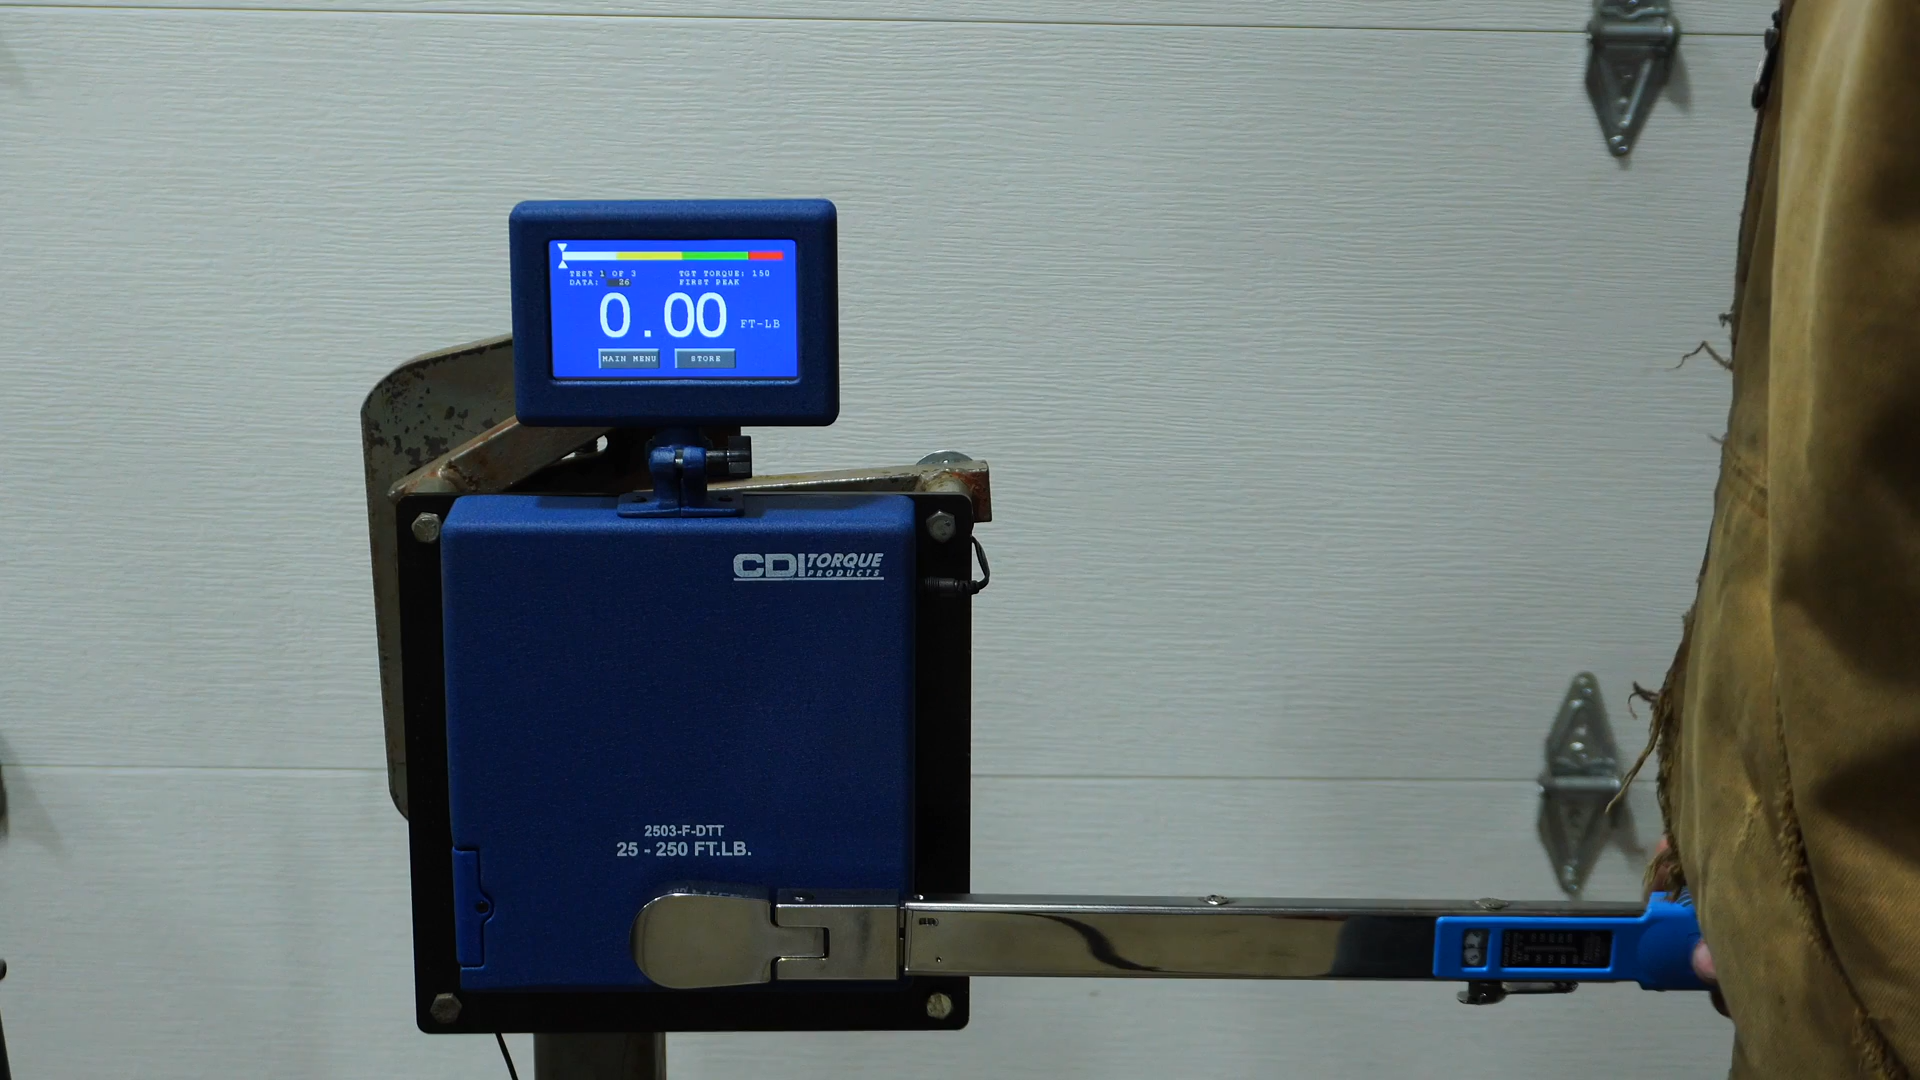 TEST 1 OF 3
TGT TORQUE: 150
DATA: 26
FIRST PEAK
0.00 FT-LB
MAIN MENU
STORE
CDI TORQUE
PRODUCTS
2503-F-DTT
25 - 250 FT.LB.